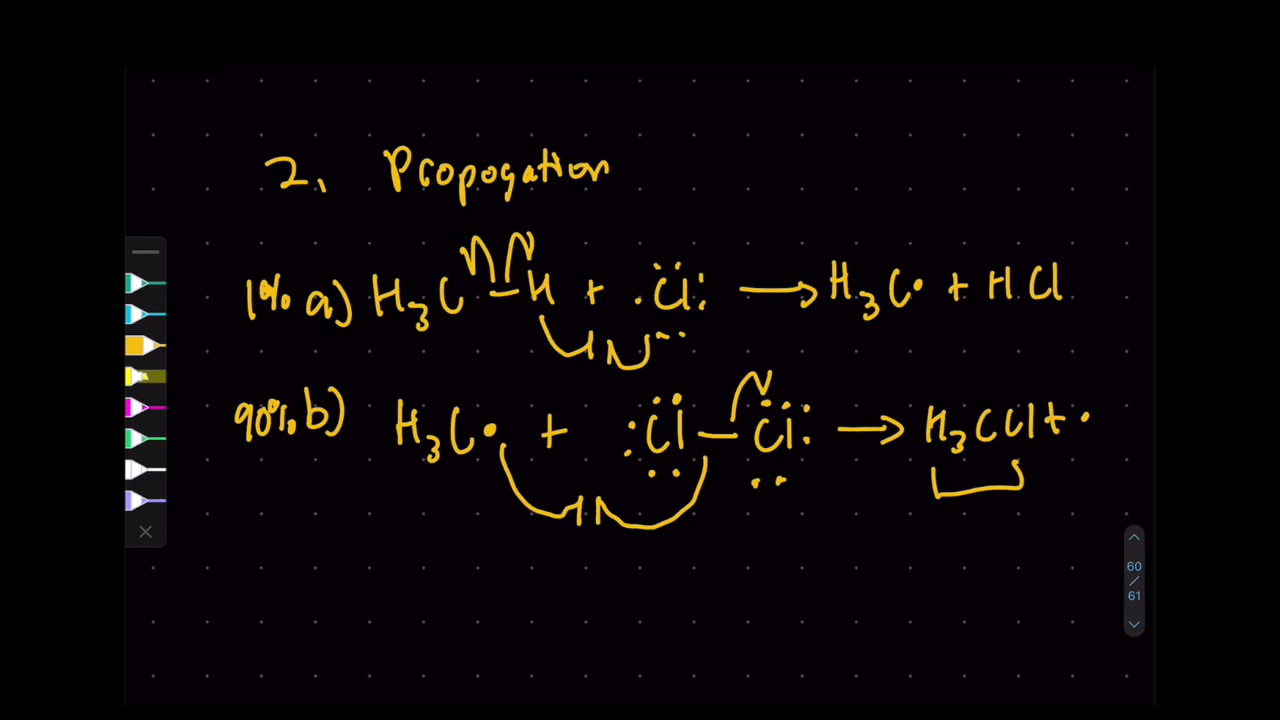 2. Propogation
1% a) H3C–H + ·Cl: → H3C· + HCl
90% b) H3C· + :Cl–Cl: → H3CCl + ·
60
/
61